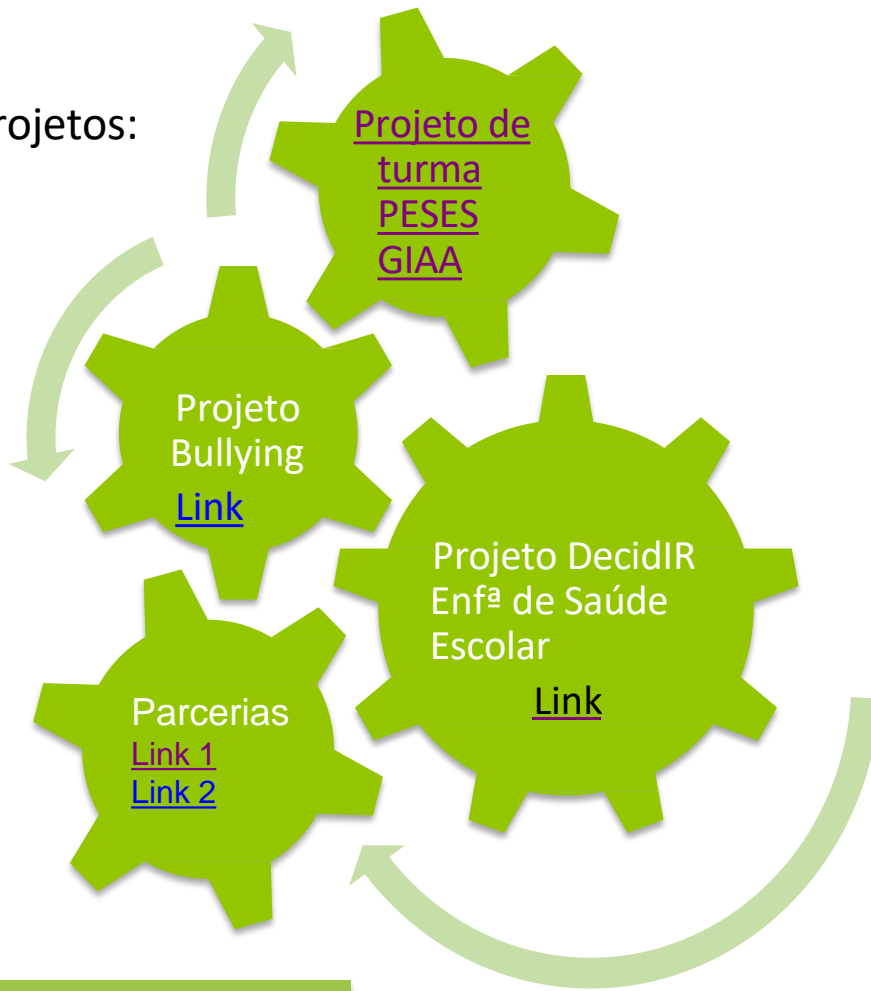 rojetos:
Projeto de
turma
PESES
GIAA
Projeto
Bullying
Link
Projeto DecidIR
Enfª de Saúde
Escolar
Link
Parcerias
Link 1
Link 2